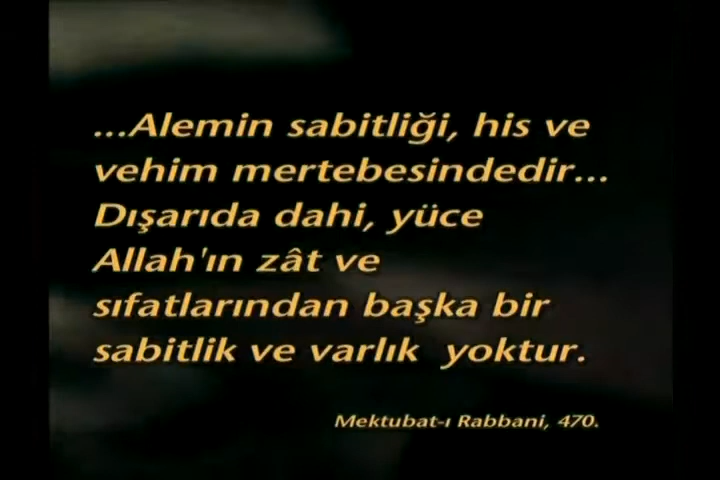 ...Alemin sabitliği, his ve
vehim mertebesindedir...
Dışarıda dahi, yüce
Allah'ın zât ve
sıfatlarından başka bir
sabitlik ve varlık yoktur.
Mektubat-ı Rabbani, 470.